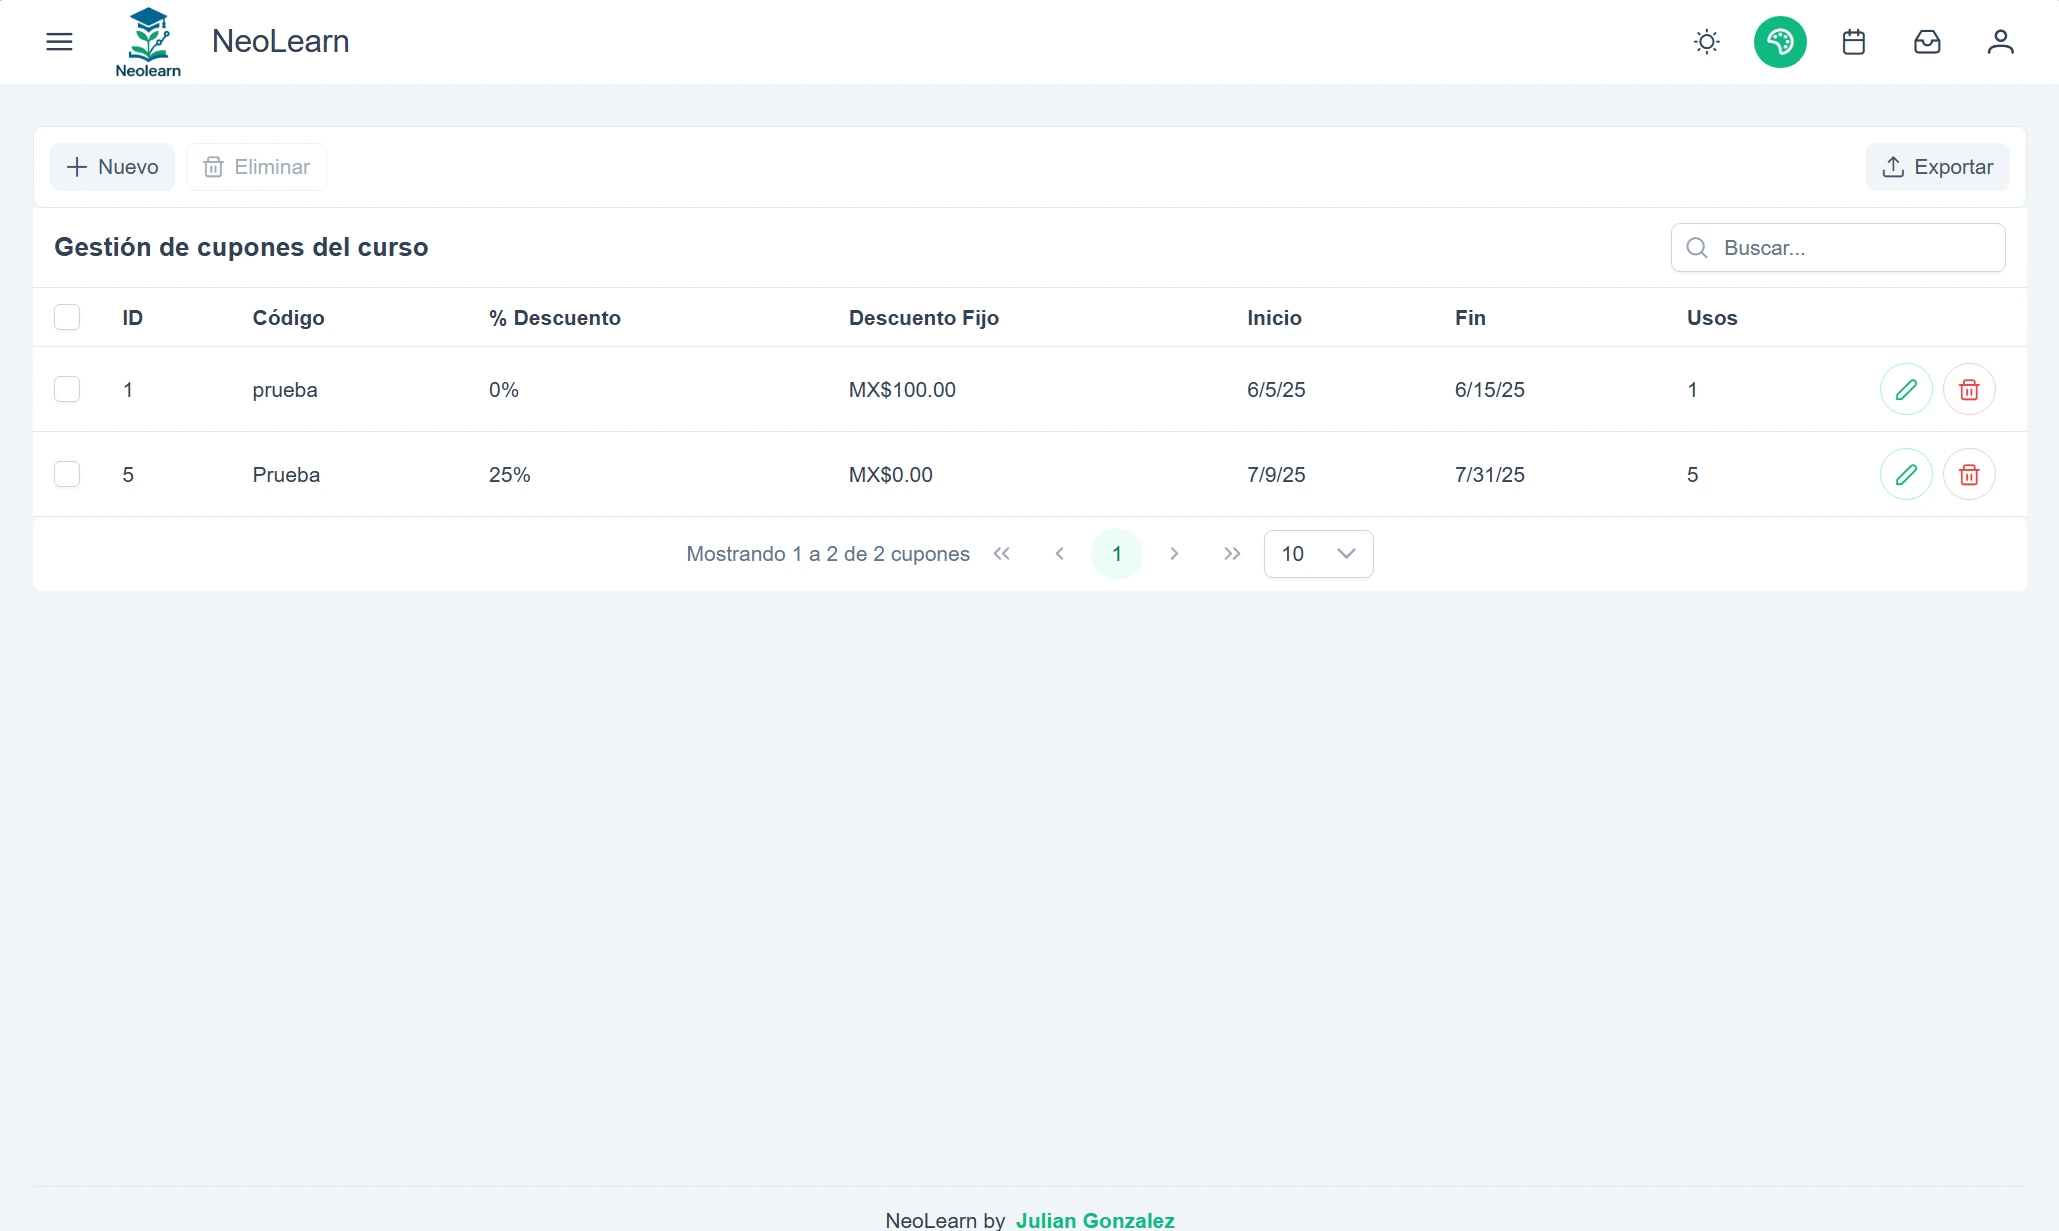 Neolearn
NeoLearn
Nuevo
Eliminar
Exportar
Gestión de cupones del curso
Buscar...
ID Código % Descuento Descuento Fijo Inicio Fin Usos
1 prueba 0% MX$100.00 6/5/25 6/15/25 1
5 Prueba 25% MX$0.00 7/9/25 7/31/25 5
Mostrando 1 a 2 de 2 cupones 1 10
NeoLearn by Julian Gonzalez